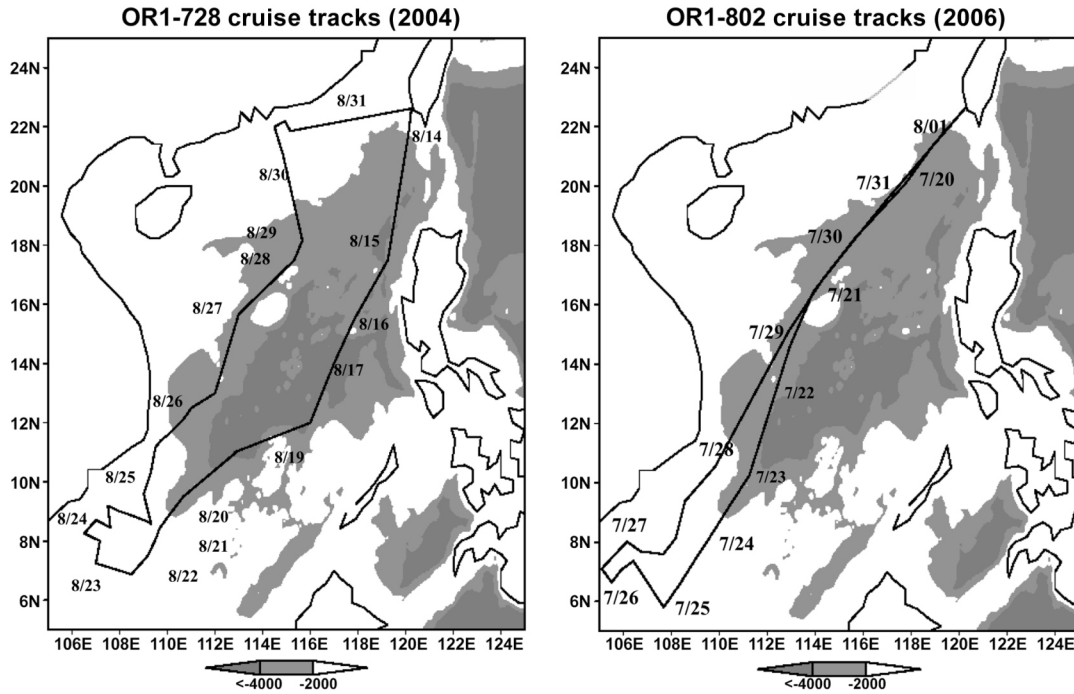 OR1-728 cruise tracks (2004)
24N
22N
20N
18N
16N
14N
12N
10N
8N
6N
8/31
8/14
8/30
8/29
8/15
8/28
8/27
8/16
8/17
8/26
8/19
8/25
8/24
8/20
8/21
8/23
8/22
106E 108E 110E 112E 114E 116E 118E 120E 122E 124E
<-4000 -2000
OR1-802 cruise tracks (2006)
24N
22N
20N
18N
16N
14N
12N
10N
8N
6N
8/01
7/31
7/20
7/30
7/21
7/29
7/22
7/28
7/23
7/27
7/24
7/26
7/25
106E 108E 110E 112E 114E 116E 118E 120E 122E 124E
<-4000 -2000